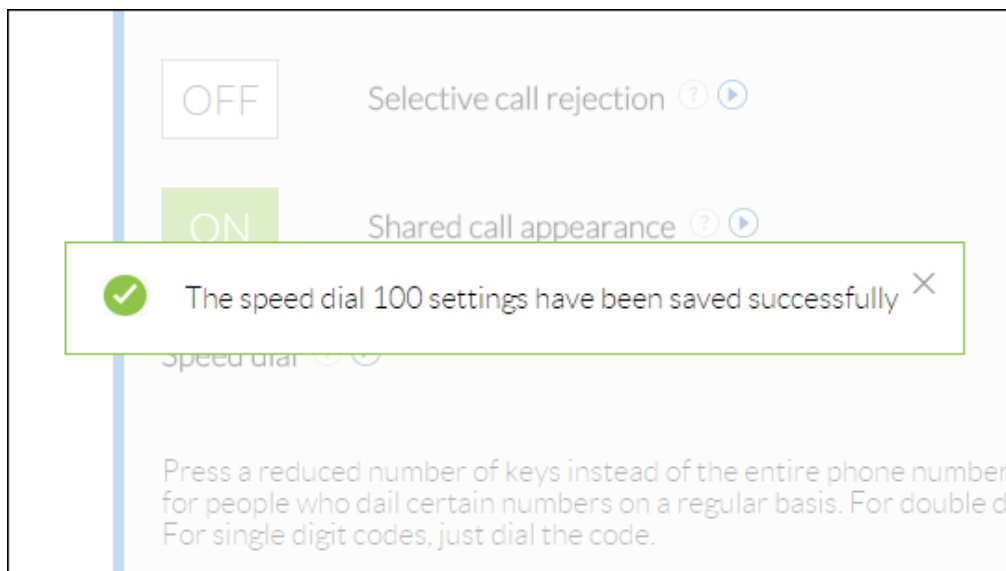 OFF
Selective call rejection ?
ON
Shared call appearance ?
The speed dial 100 settings have been saved successfully
Speed dial
Press a reduced number of keys instead of the entire phone number
for people who dail certain numbers on a regular basis. For double d
For single digit codes, just dial the code.